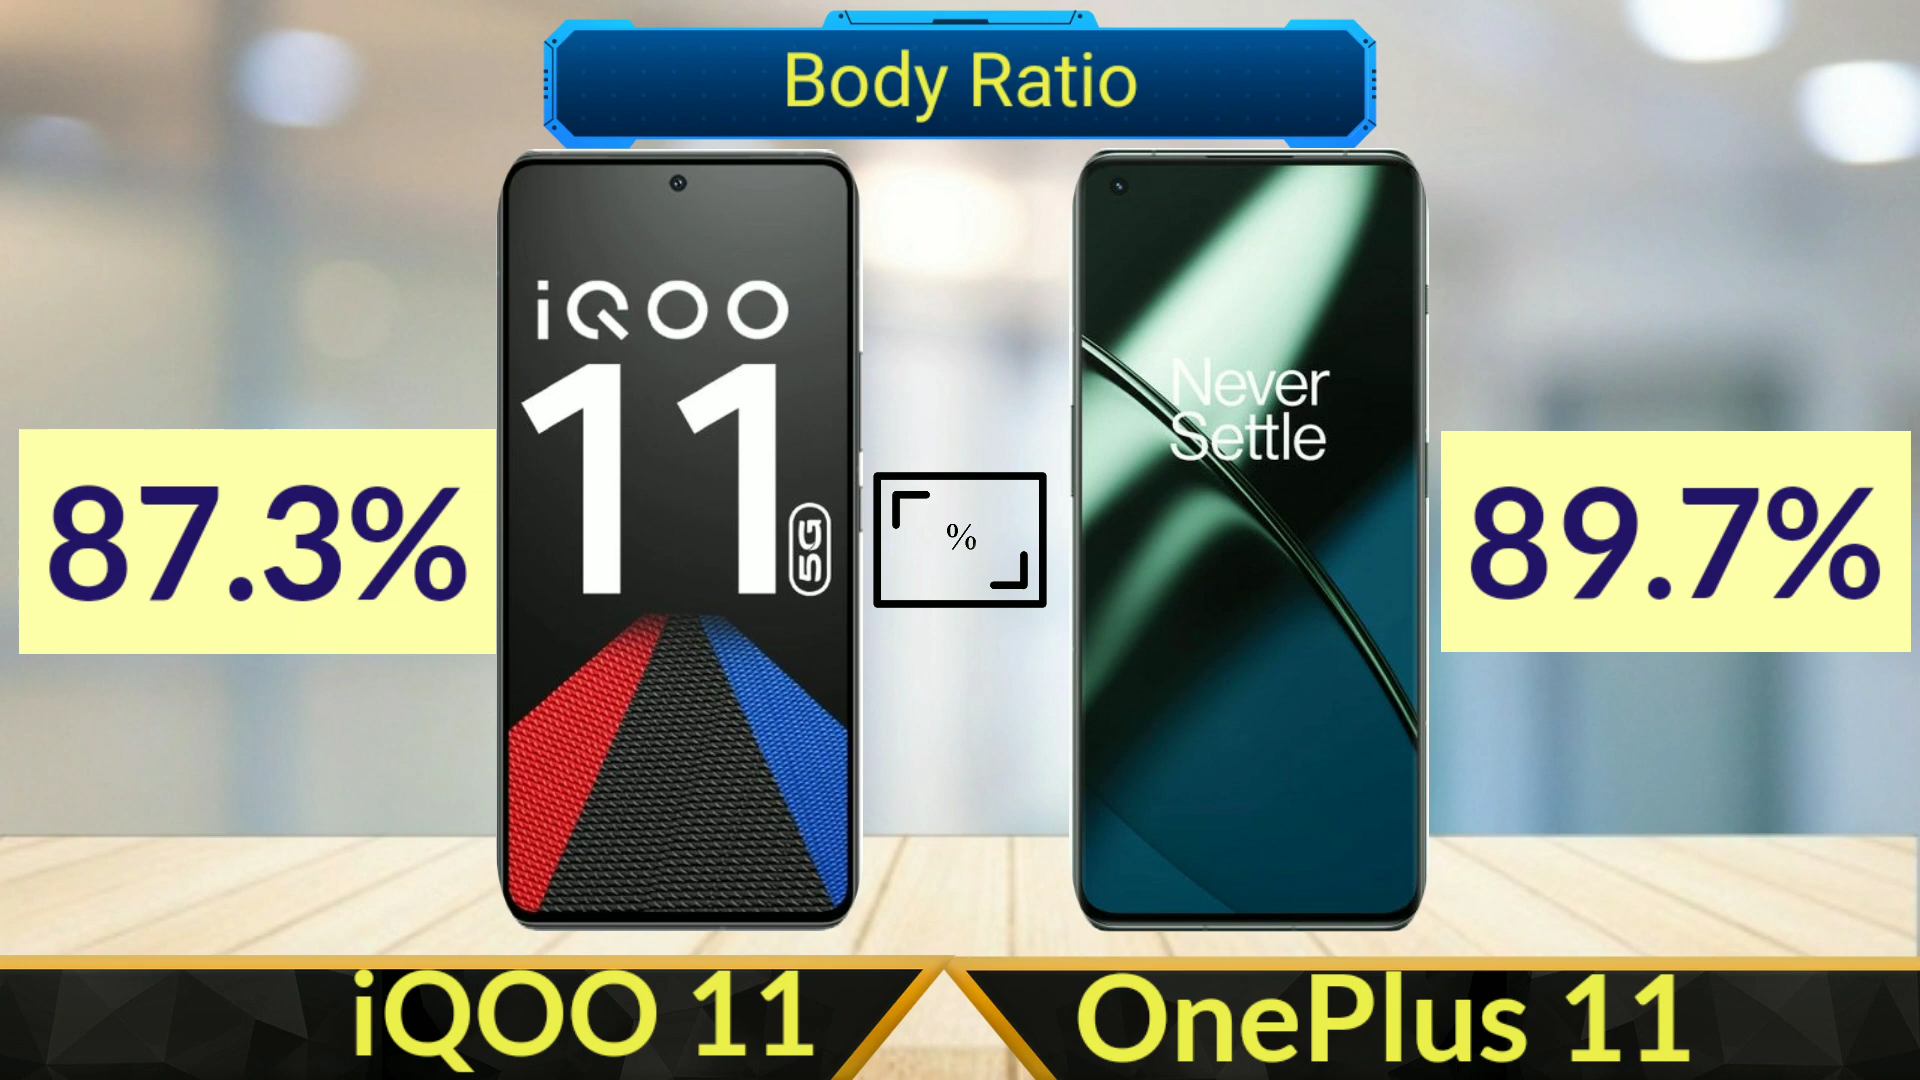 Body Ratio
iQOO
11
5G
Never
Settle
87.3%
%
89.7%
iQOO 11
OnePlus 11